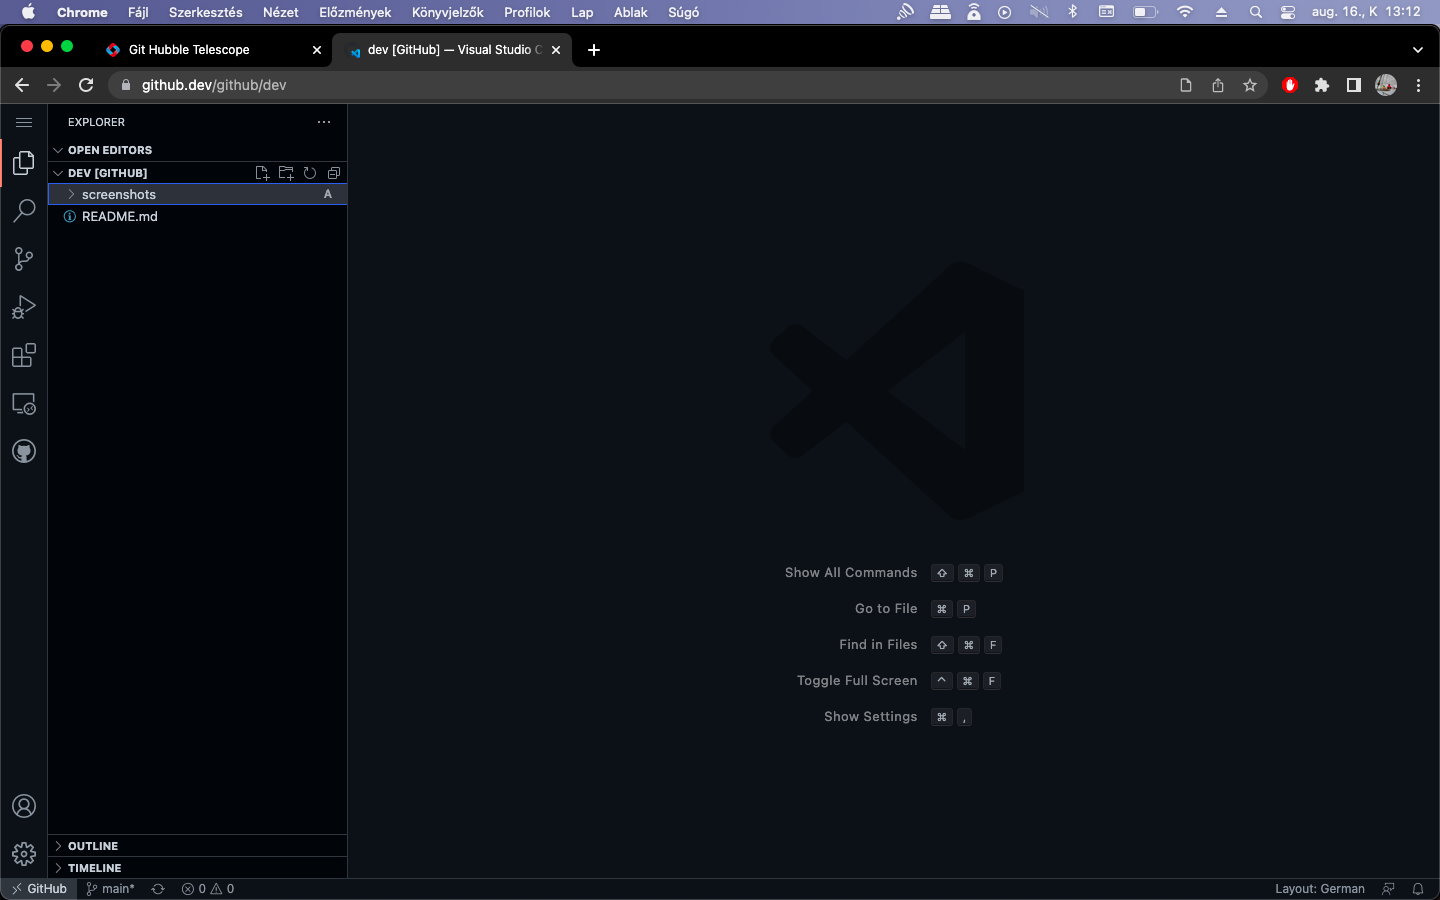 Chrome Fájl Szerkesztés Nézet Előzmények Könyvjelzők Profilok Lap Ablak Súgó aug. 16., K 13:12
Git Hubble Telescope dev [GitHub] — Visual Studio C
github.dev/github/dev
EXPLORER
OPEN EDITORS
DEV [GITHUB]
screenshots A
README.md
Show All Commands ⇧ ⌘ P
Go to File ⌘ P
Find in Files ⇧ ⌘ F
Toggle Full Screen ^ ⌘ F
Show Settings ⌘ ,
OUTLINE
TIMELINE
GitHub main* 0 0 Layout: German